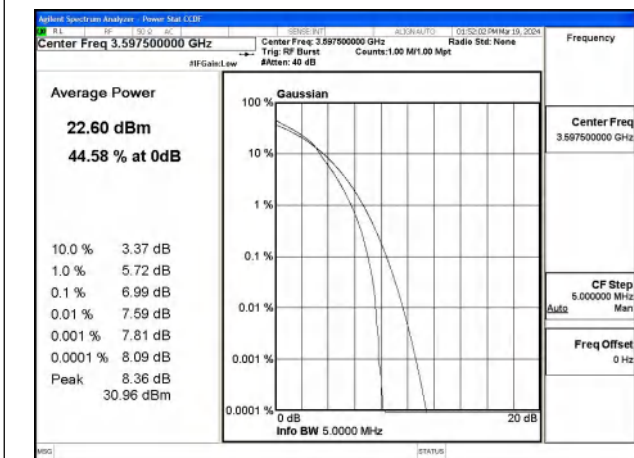 Agilent Spectrum Analyzer - Power Stat CCDF
RL RF 50 Ω AC SENSE:INT ALIGN AUTO 01:52:02 PM Mar 19, 2024
Center Freq 3.597500000 GHz
Center Freq: 3.597500000 GHz Radio Std: None
Trig: RF Burst Counts:1.00 M/1.00 Mpt
#IFGain:Low #Atten: 40 dB
Frequency
Average Power
22.60 dBm
44.58 % at 0dB
10.0 % 3.37 dB
1.0 % 5.72 dB
0.1 % 6.99 dB
0.01 % 7.59 dB
0.001 % 7.81 dB
0.0001 % 8.09 dB
Peak 8.36 dB
30.96 dBm
Gaussian
100 %
10 %
1 %
0.1 %
0.01 %
0.001 %
0.0001 %
0 dB 20 dB
Info BW 5.0000 MHz
Center Freq
3.597500000 GHz
CF Step
5.000000 MHz
Auto Man
Freq Offset
0 Hz
MSG STATUS